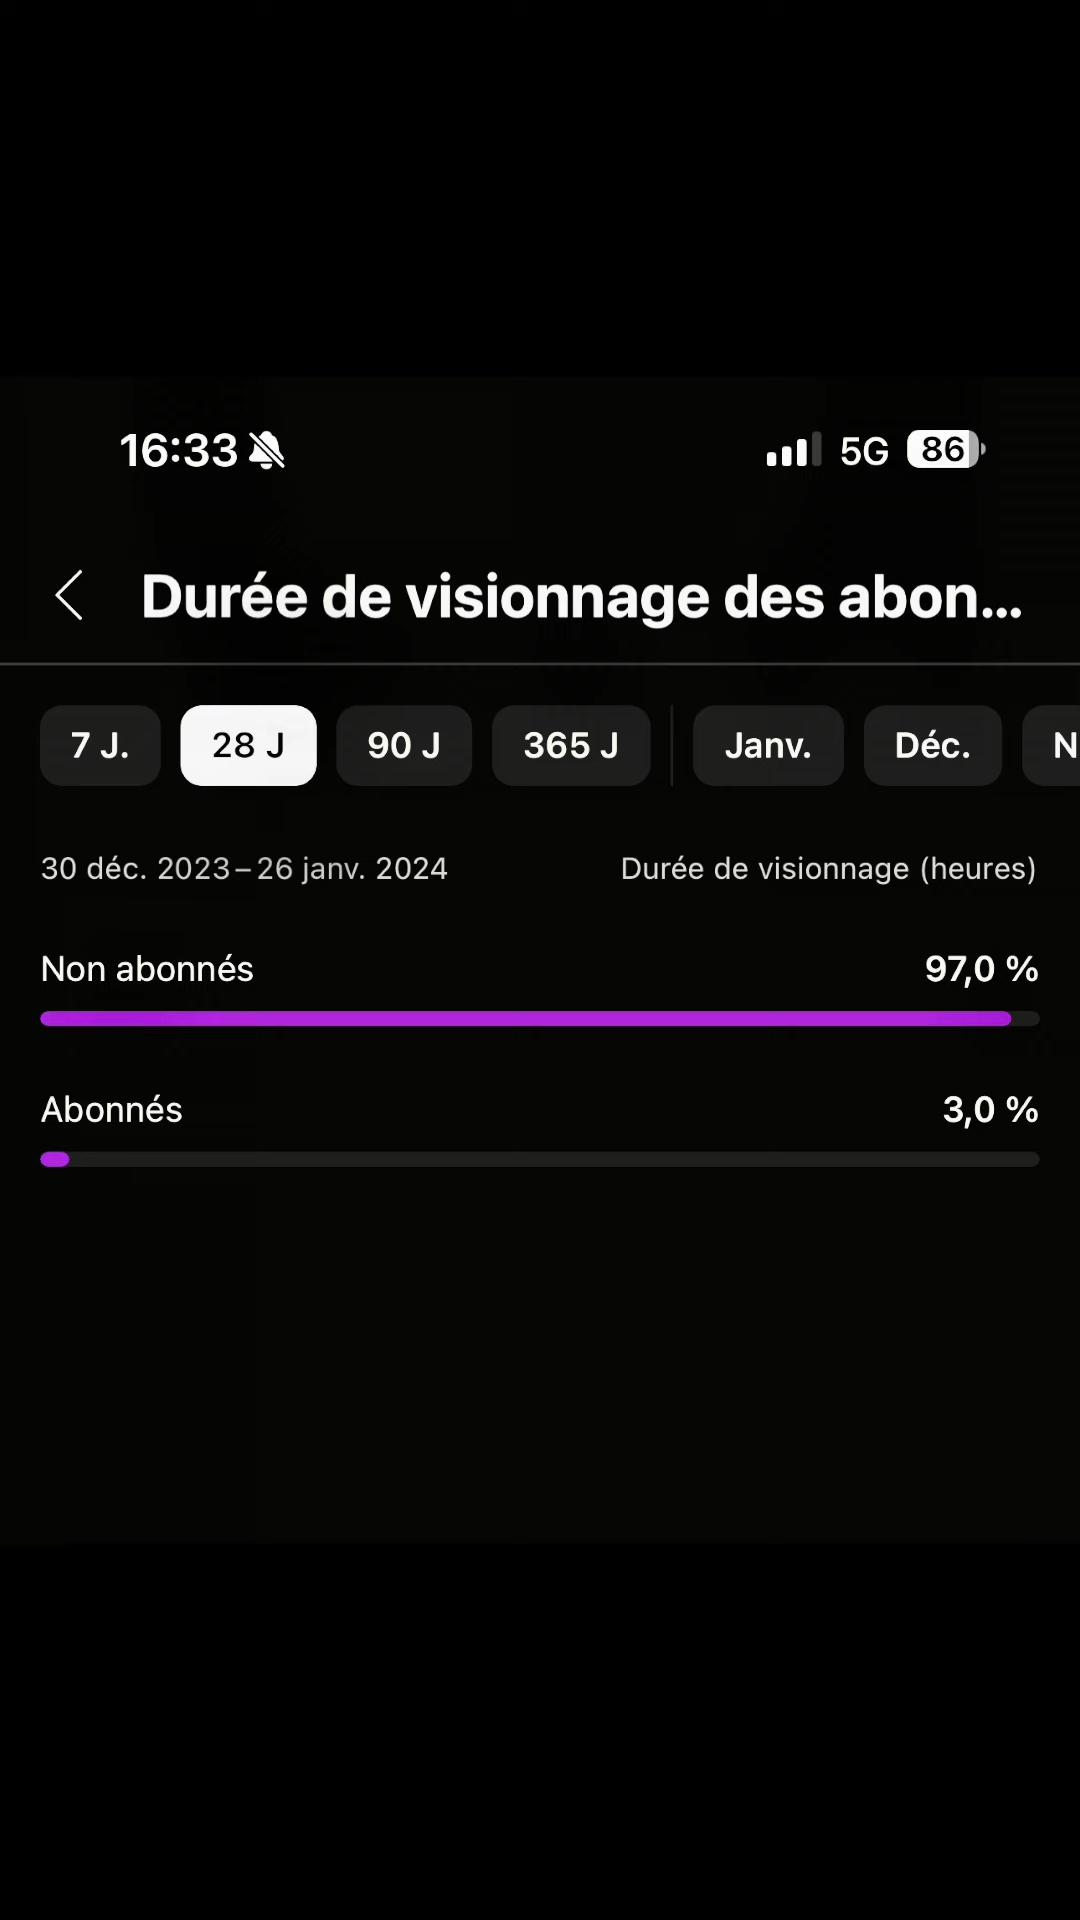 16:33 5G 86
Durée de visionnage des abon...
7 J. 28 J 90 J 365 J Janv. Déc. N
30 déc. 2023 – 26 janv. 2024 Durée de visionnage (heures)
Non abonnés 97,0 %
Abonnés 3,0 %